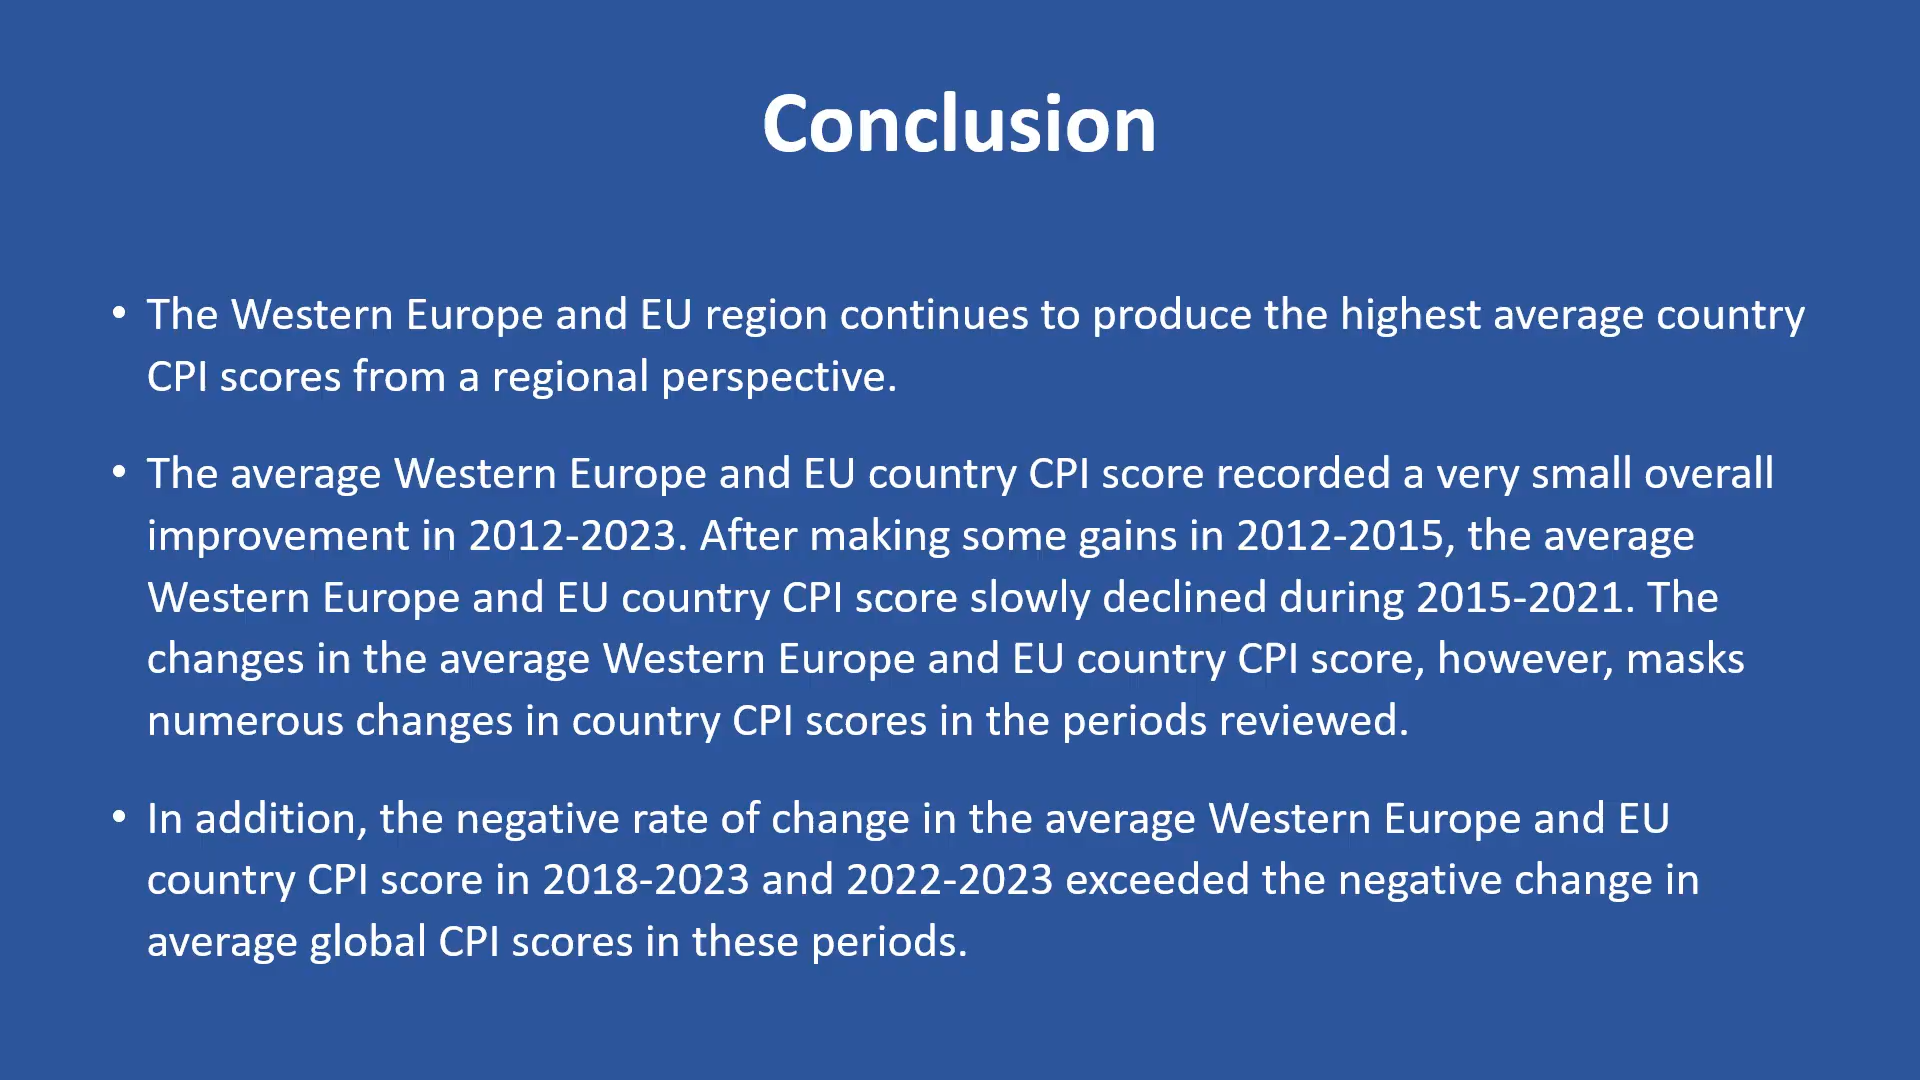 Conclusion
• The Western Europe and EU region continues to produce the highest average country
CPI scores from a regional perspective.
• The average Western Europe and EU country CPI score recorded a very small overall
improvement in 2012-2023. After making some gains in 2012-2015, the average
Western Europe and EU country CPI score slowly declined during 2015-2021. The
changes in the average Western Europe and EU country CPI score, however, masks
numerous changes in country CPI scores in the periods reviewed.
• In addition, the negative rate of change in the average Western Europe and EU
country CPI score in 2018-2023 and 2022-2023 exceeded the negative change in
average global CPI scores in these periods.